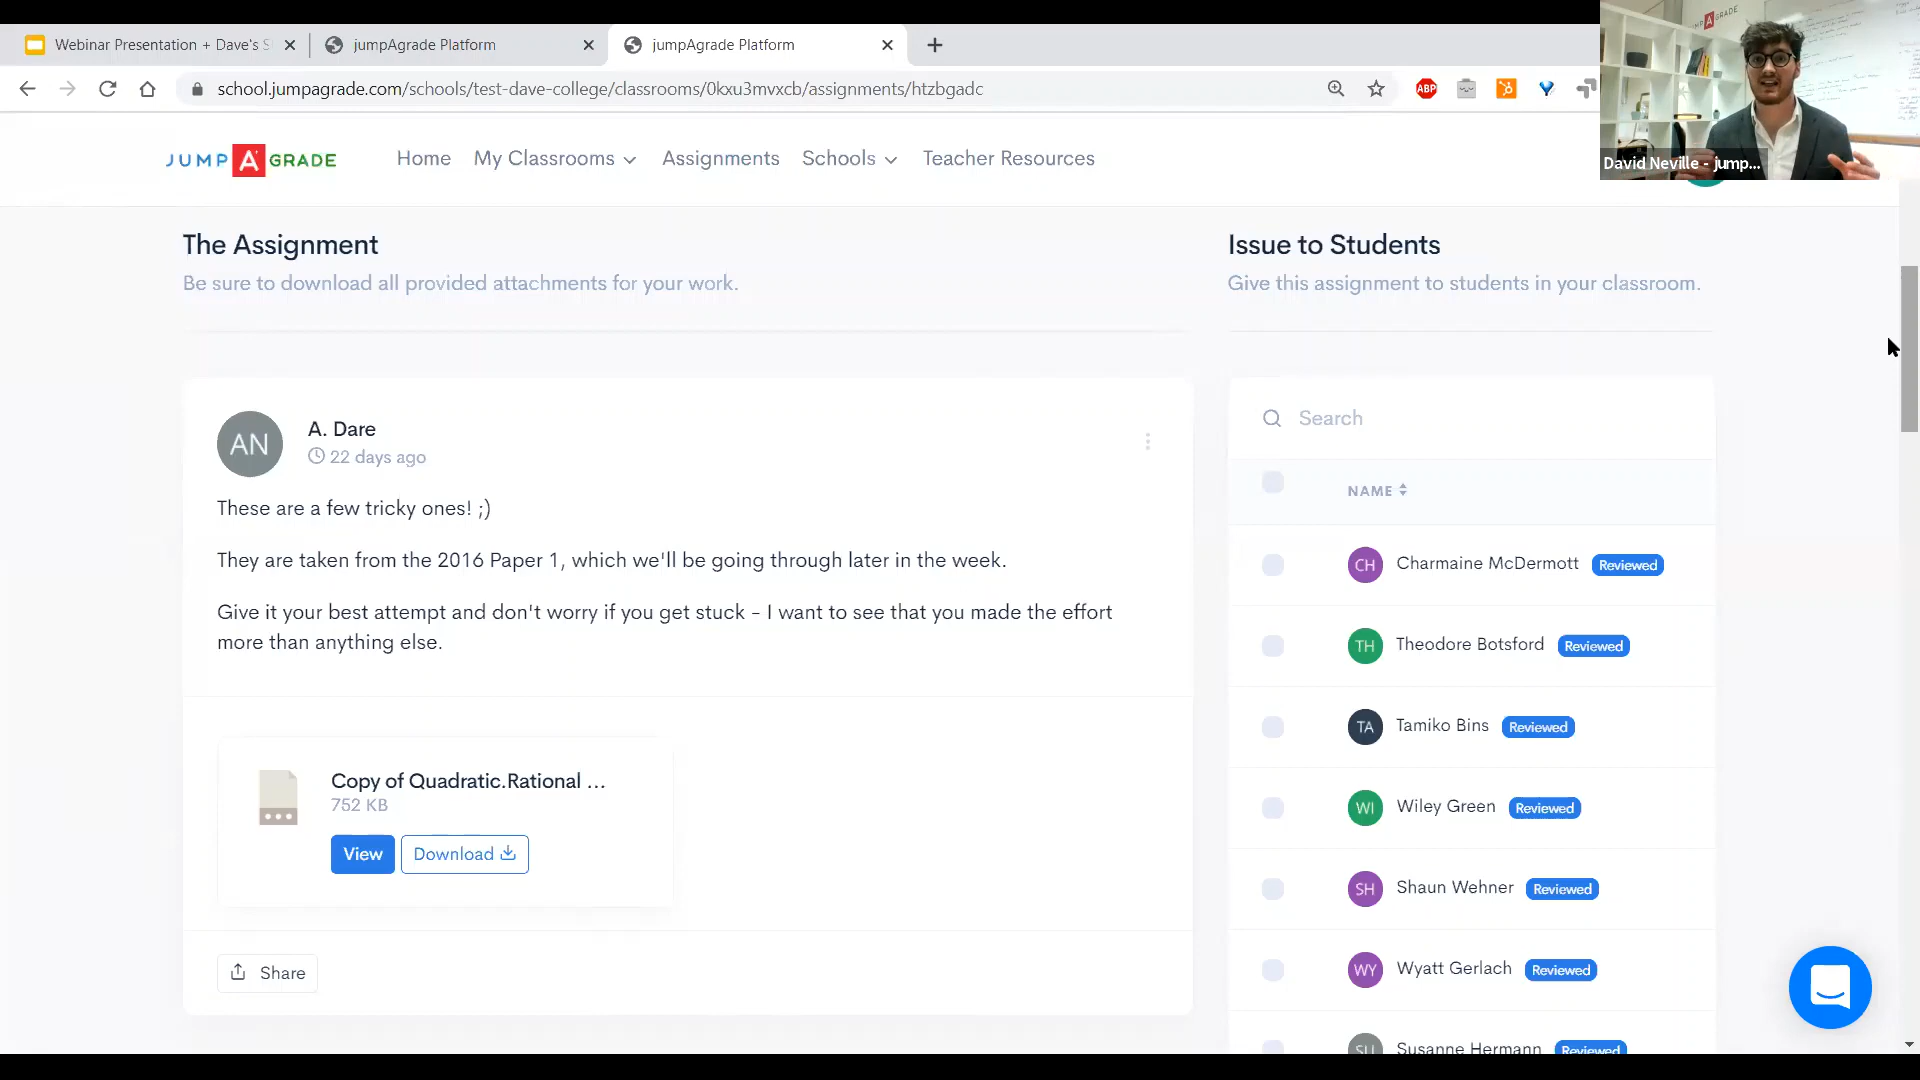 Webinar Presentation + Dave's S
jumpAgrade Platform
jumpAgrade Platform
school.jumpagrade.com/schools/test-dave-college/classrooms/0kxu3mvxcb/assignments/htzbgadc
ABP
JUMP A GRADE
David Neville - jump...
JUMP A GRADE
Home
My Classrooms
Assignments
Schools
Teacher Resources
The Assignment
Be sure to download all provided attachments for your work.
AN
A. Dare
22 days ago
These are a few tricky ones! ;)
They are taken from the 2016 Paper 1, which we'll be going through later in the week.
Give it your best attempt and don't worry if you get stuck - I want to see that you made the effort
more than anything else.
Copy of Quadratic.Rational ...
752 KB
View
Download
Share
Issue to Students
Give this assignment to students in your classroom.
Search
NAME
CH Charmaine McDermott Reviewed
TH Theodore Botsford Reviewed
TA Tamiko Bins Reviewed
WI Wiley Green Reviewed
SH Shaun Wehner Reviewed
WY Wyatt Gerlach Reviewed
SU Susanne Hermann Reviewed